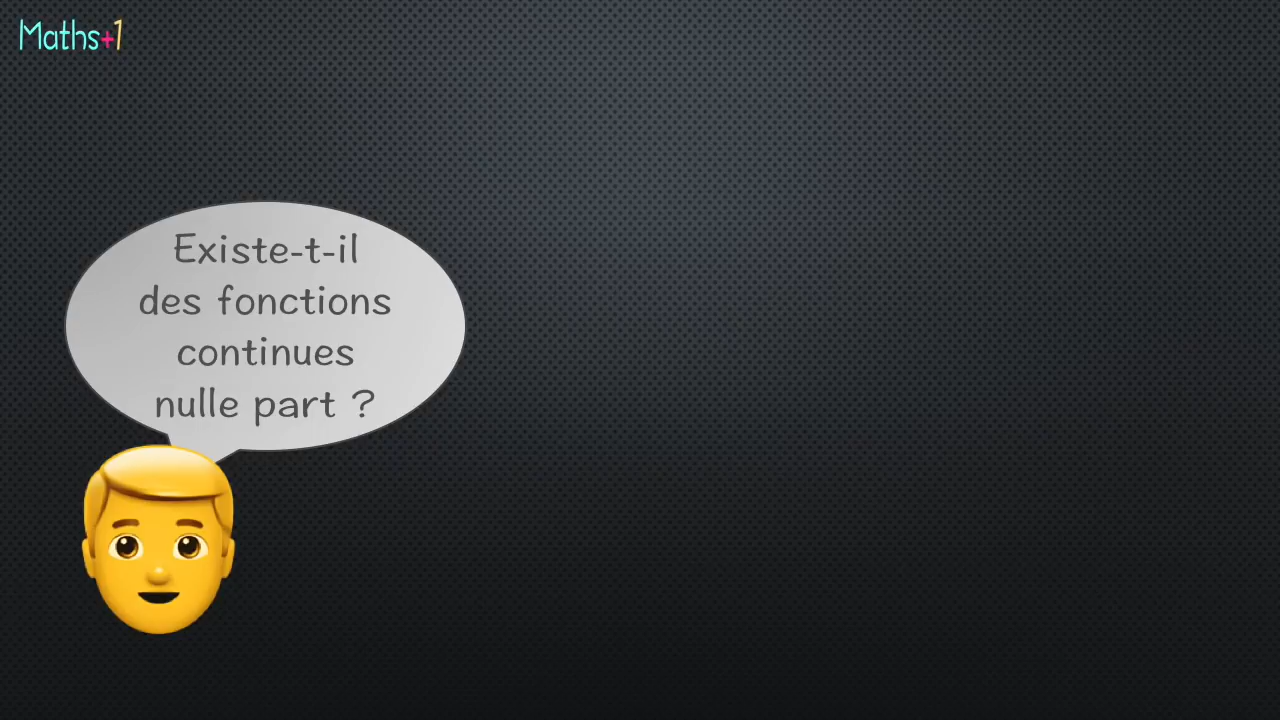 Maths+1
Existe-t-il
des fonctions
continues
nulle part ?